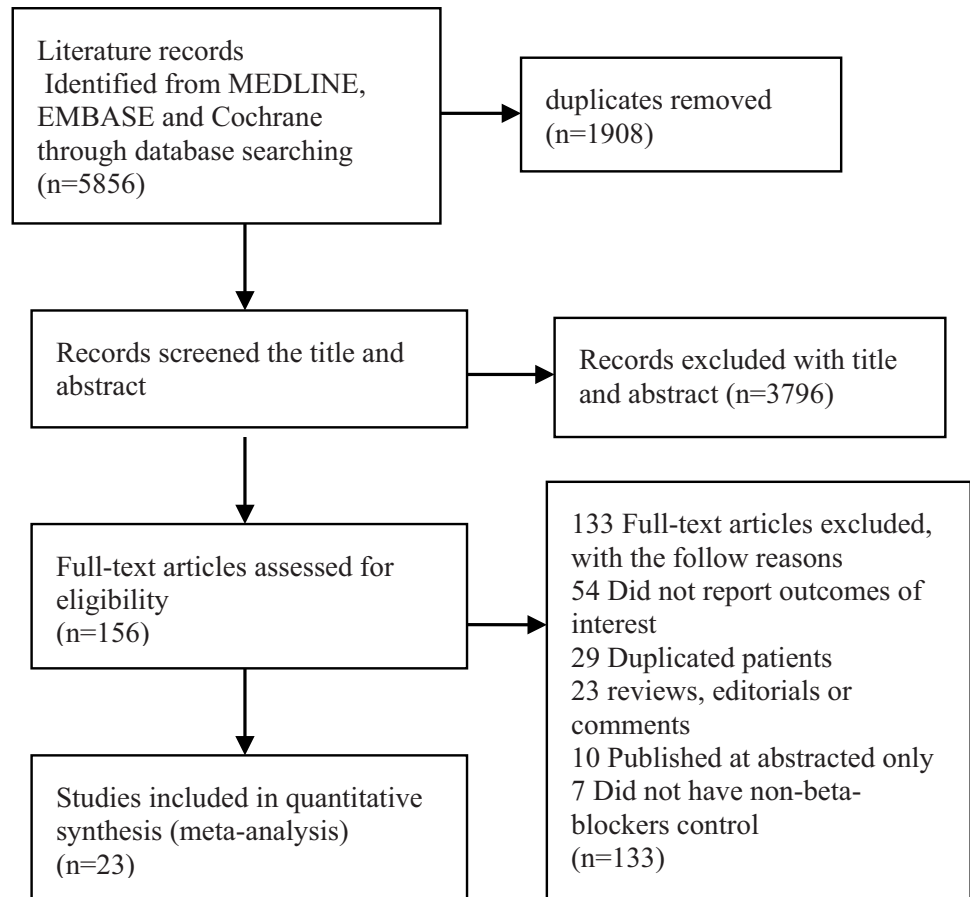 Literature records
Identified from MEDLINE,
EMBASE and Cochrane
through database searching
(n=5856)
duplicates removed
(n=1908)
Records screened the title and
abstract
Records excluded with title
and abstract (n=3796)
Full-text articles assessed for
eligibility
(n=156)
133 Full-text articles excluded,
with the follow reasons
54 Did not report outcomes of
interest
29 Duplicated patients
23 reviews, editorials or
comments
10 Published at abstracted only
7 Did not have non-beta-
blockers control
(n=133)
Studies included in quantitative
synthesis (meta-analysis)
(n=23)